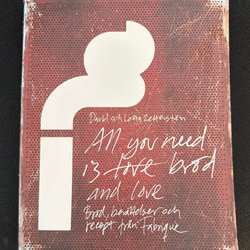 David och Lotta Zetterström
All you need
is love bröd
and love
Bröd, berättelser och
recept från Fabrique